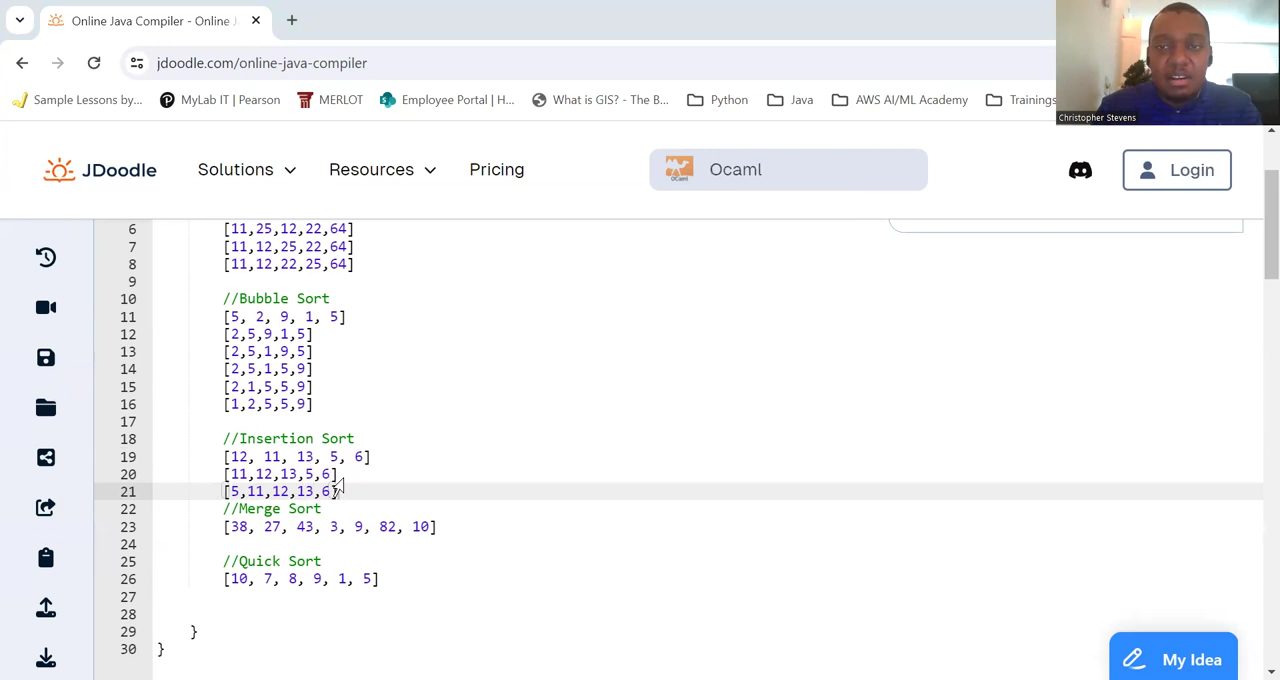 Online Java Compiler - Online J
jdoodle.com/online-java-compiler
Sample Lessons by... MyLab IT | Pearson MERLOT Employee Portal | H... What is GIS? - The B... Python Java AWS AI/ML Academy Trainings
Christopher Stevens
JDoodle Solutions Resources Pricing Ocaml Login
6 [11,25,12,22,64]
7 [11,12,25,22,64]
8 [11,12,22,25,64]
9
10 //Bubble Sort
11 [5, 2, 9, 1, 5]
12 [2,5,9,1,5]
13 [2,5,1,9,5]
14 [2,5,1,5,9]
15 [2,1,5,5,9]
16 [1,2,5,5,9]
17
18 //Insertion Sort
19 [12, 11, 13, 5, 6]
20 [11,12,13,5,6]
21 [5,11,12,13,6]
22 //Merge Sort
23 [38, 27, 43, 3, 9, 82, 10]
24
25 //Quick Sort
26 [10, 7, 8, 9, 1, 5]
27
28
29 }
30 }
My Idea